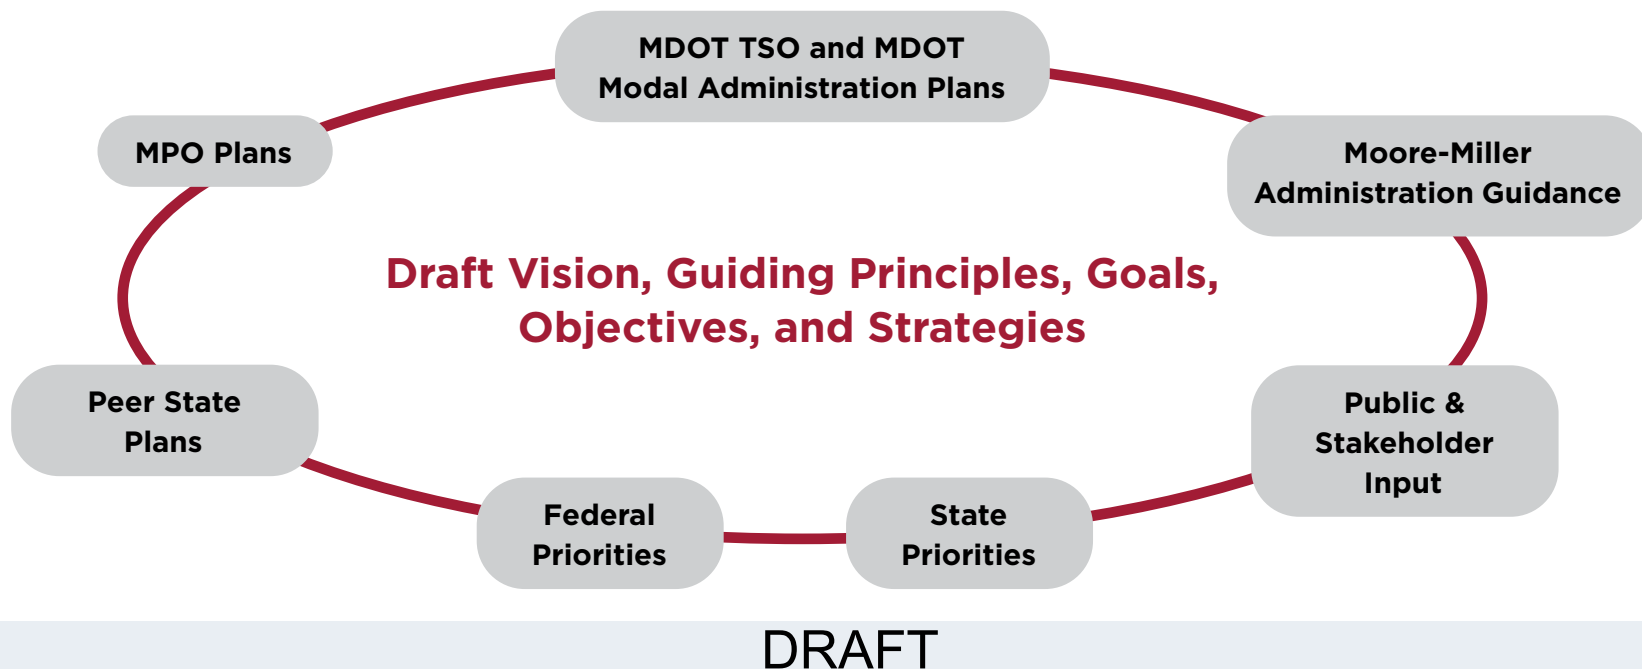 MDOT TSO and MDOT
Modal Administration Plans
MPO Plans
Moore-Miller
Administration Guidance
Draft Vision, Guiding Principles, Goals,
Objectives, and Strategies
Peer State
Plans
Public &
Stakeholder
Input
Federal
Priorities
State
Priorities
DRAFT